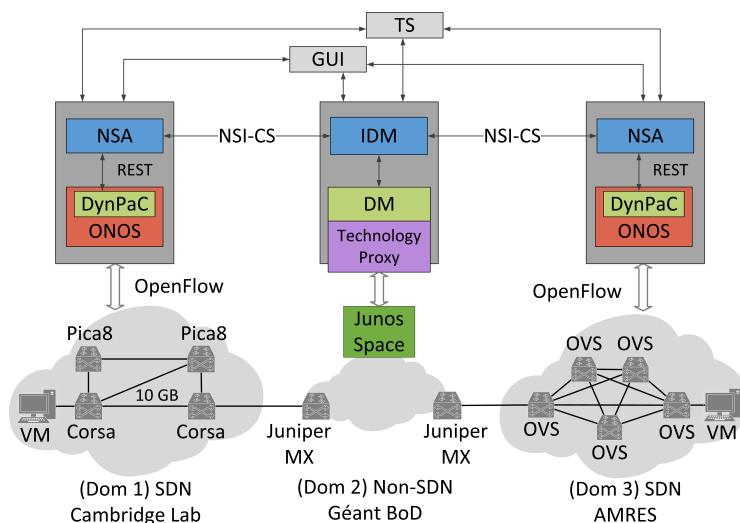 TS
GUI
NSA
NSI-CS
IDM
NSI-CS
NSA
REST
REST
DynPaC
ONOS
DM
Technology
Proxy
DynPaC
ONOS
OpenFlow
Junos
Space
OpenFlow
Pica8
Pica8
10 GB
VM
Corsa
Corsa
Juniper
MX
Juniper
MX
OVS
OVS
OVS
OVS
OVS
VM
(Dom 1) SDN
Cambridge Lab
(Dom 2) Non-SDN
Géant BoD
(Dom 3) SDN
AMRES